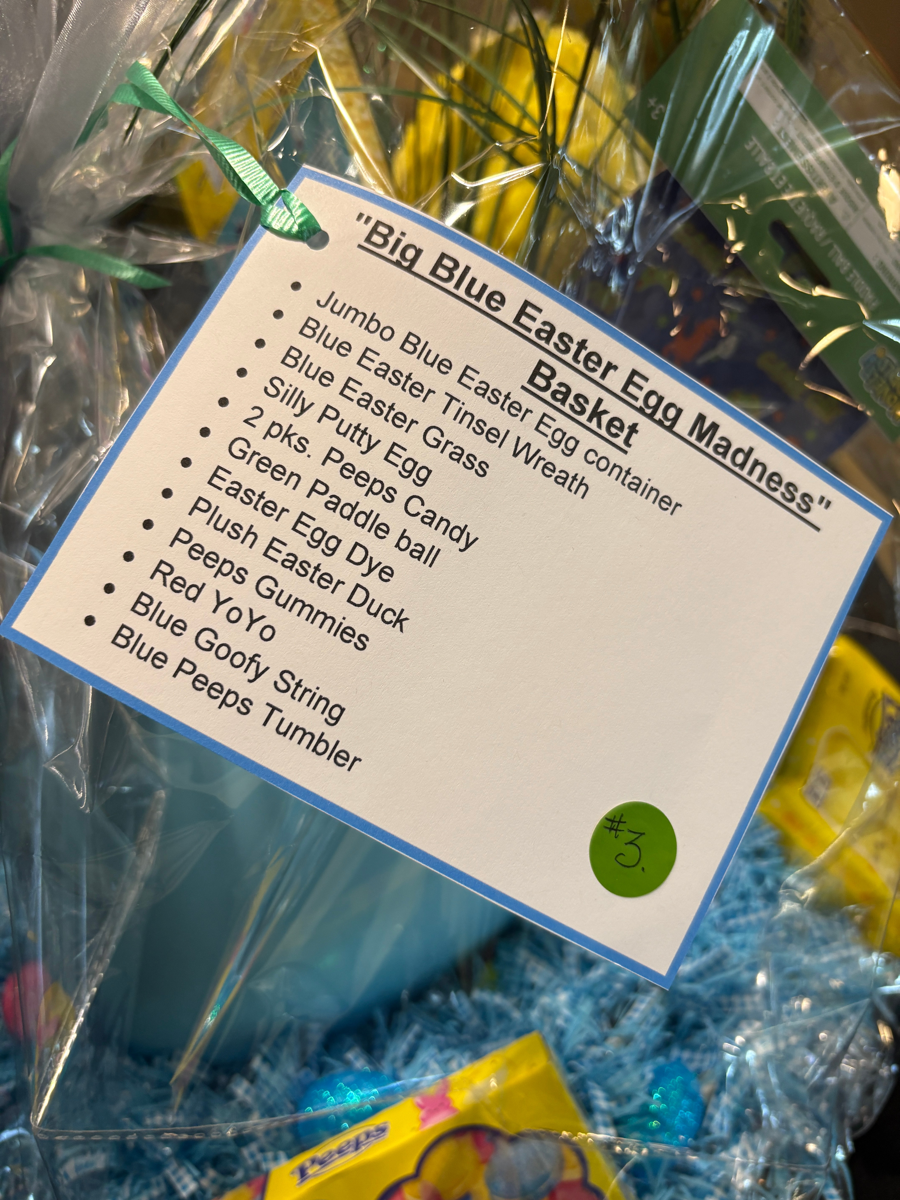 "Big Blue Easter Egg Madness"
Basket
• Jumbo Blue Easter Egg container
• Blue Easter Tinsel Wreath
• Blue Easter Grass
• Silly Putty Egg
• 2 pks. Peeps Candy
• Green Paddle ball
• Easter Egg Dye
• Plush Easter Duck
• Peeps Gummies
• Red YoYo
• Blue Goofy String
• Blue Peeps Tumbler
#3.
3+
Peeps